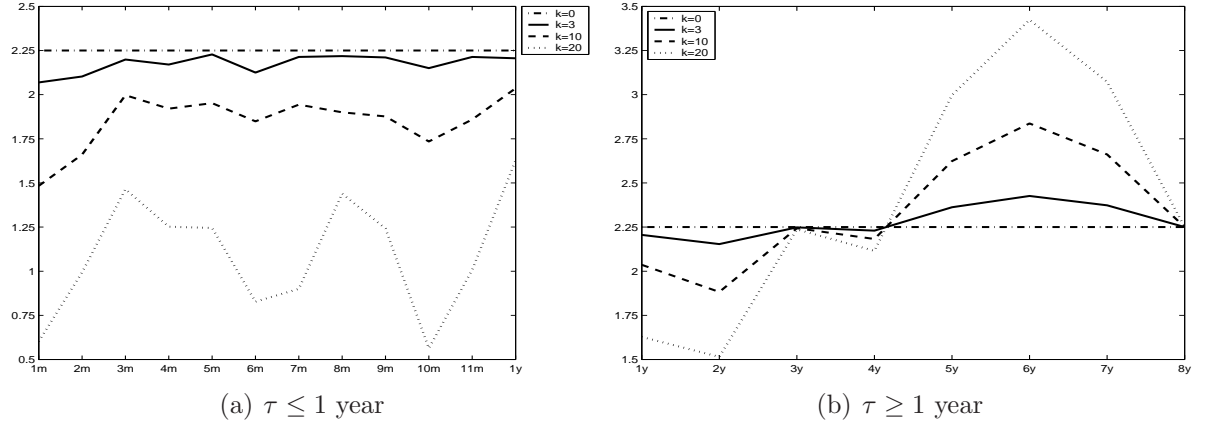 k=0
k=3
k=10
k=20
2.5
2.25
2
1.75
1.5
1.25
1
0.75
0.5
1m 2m 3m 4m 5m 6m 7m 8m 9m 10m 11m 1y
(a) τ ≤ 1 year
k=0
k=3
k=10
k=20
3.5
3.25
3
2.75
2.5
2.25
2
1.75
1.5
1y 2y 3y 4y 5y 6y 7y 8y
(b) τ ≥ 1 year